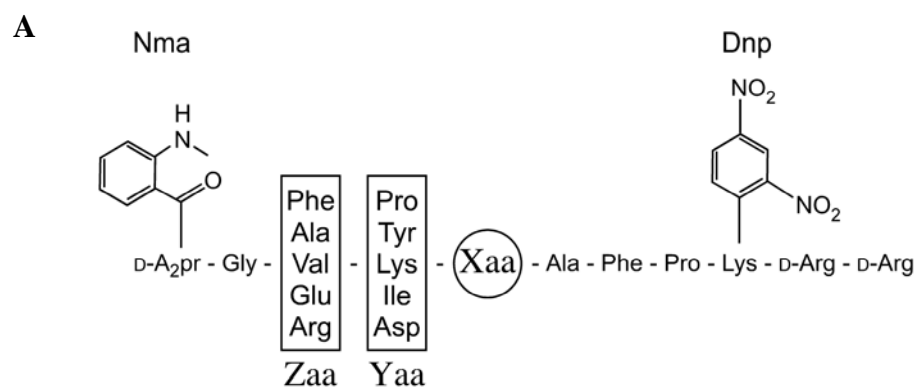 A
Nma
Dnp
NO2
H
N
O
NO2
Phe Pro
Ala Tyr
Val Lys
Glu Ile
Arg Asp
D-A2pr - Gly - - - Xaa - Ala - Phe - Pro - Lys - D-Arg - D-Arg
Zaa Yaa